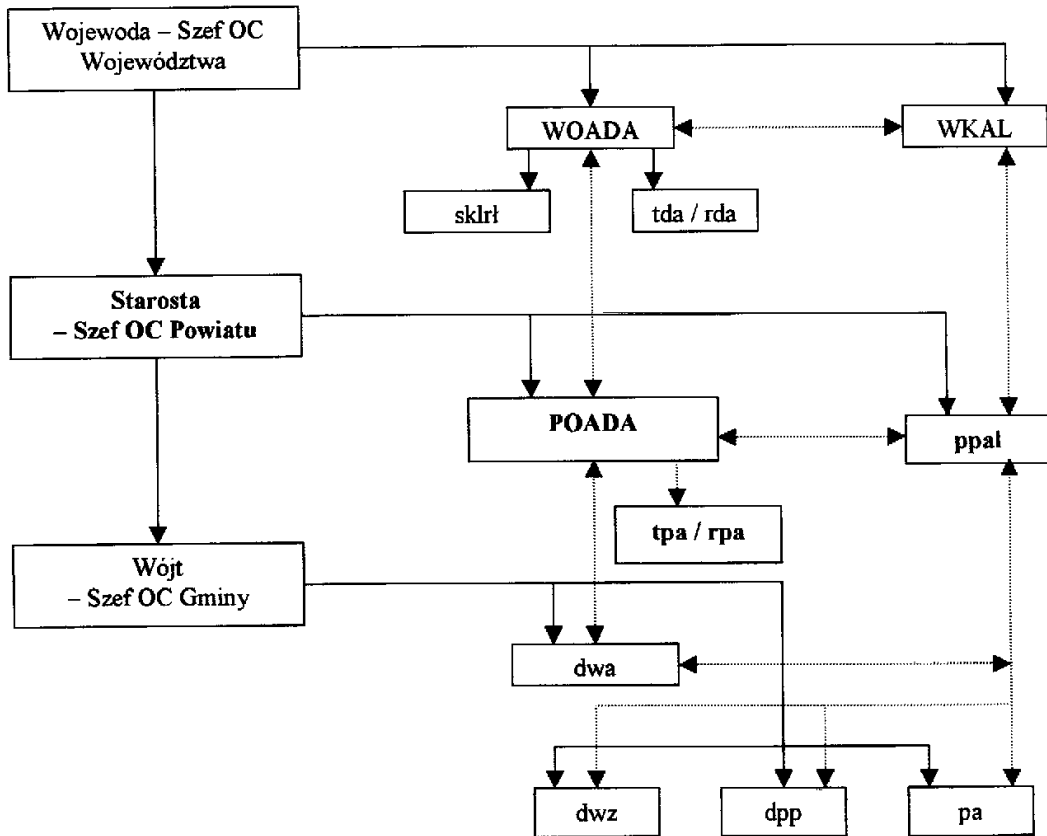 Wojewoda – Szef OC
Województwa
WOADA
WKAL
sklrł
tda / rda
Starosta
– Szef OC Powiatu
POADA
ppal
tpa / rpa
Wójt
– Szef OC Gminy
dwa
dwz
dpp
pa